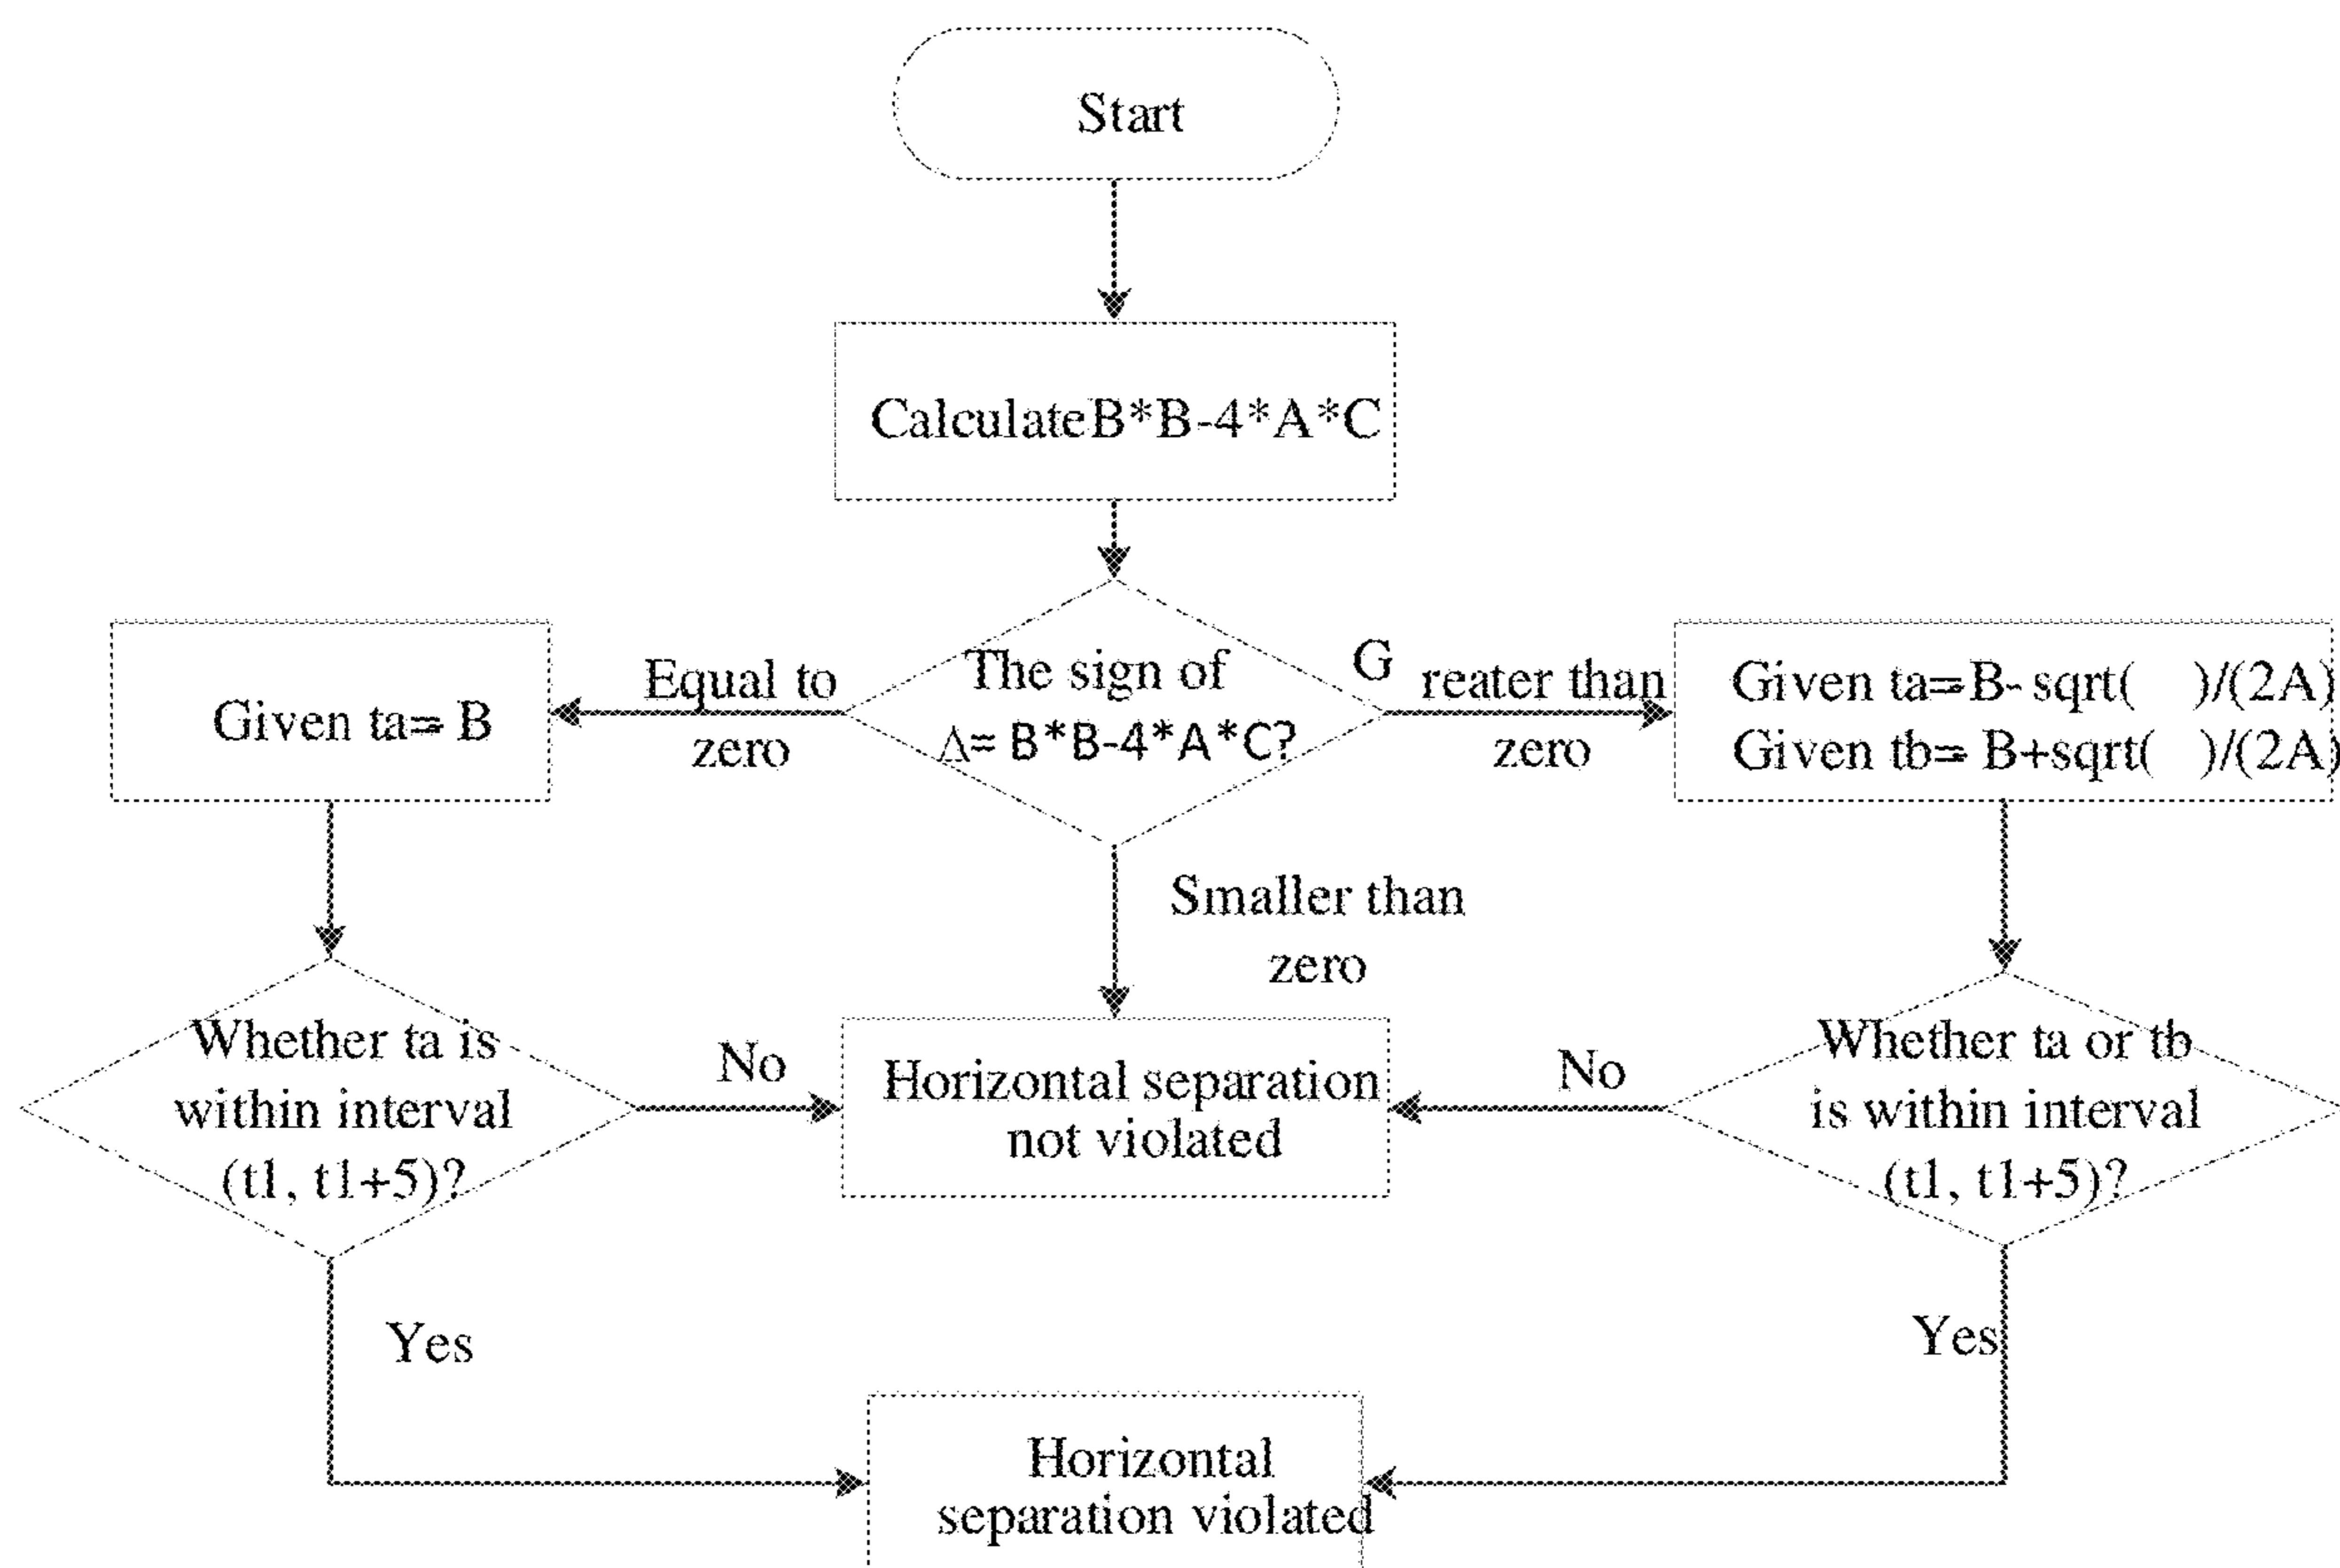 Start
CalculateB*B-4*A*C
The sign of
Δ= B*B-4*A*C?
Equal to
zero
G reater than
zero
Given ta= B
Given ta=B- sqrt( )/(2A)
Given tb= B+sqrt( )/(2A)
Smaller than
zero
Whether ta is
within interval
(t1, t1+5)?
No
Horizontal separation
not violated
No
Whether ta or tb
is within interval
(t1, t1+5)?
Yes
Yes
Horizontal
separation violated